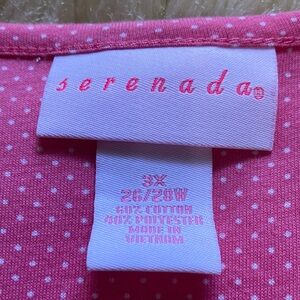 serenada®
3X
26/28W
60% COTTON
40% POLYESTER
MADE IN
VIETNAM